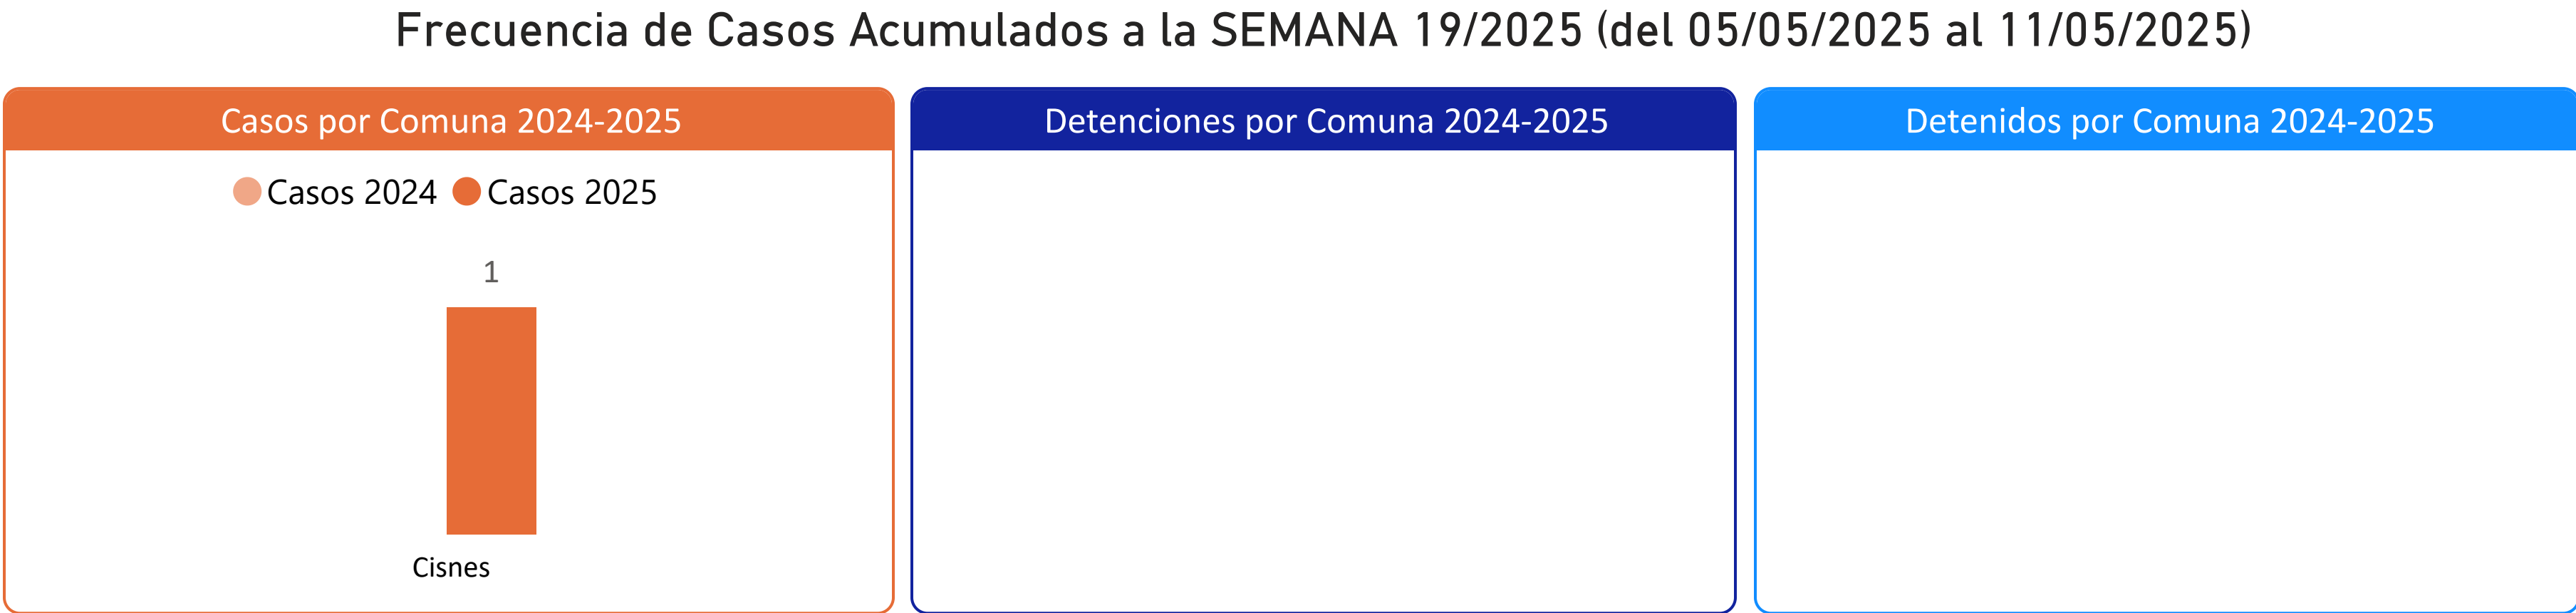 Frecuencia de Casos Acumulados a la SEMANA 19/2025 (del 05/05/2025 al 11/05/2025)
Casos por Comuna 2024-2025
Casos 2024 Casos 2025
1
Cisnes
Detenciones por Comuna 2024-2025
Detenidos por Comuna 2024-2025